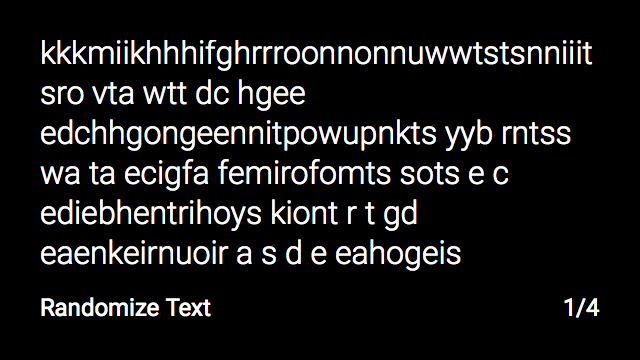 kkkmiikhhhifghrrroonnonnuwwtstsnniiit
sro vta wtt dc hgee
edchhgongeennitpowupnkts yyb rntss
wa ta ecigfa femirofomts sots e c
ediebhentrihoys kiont r t gd
eaenkeirnuoir a s d e eahogeis
Randomize Text
1/4